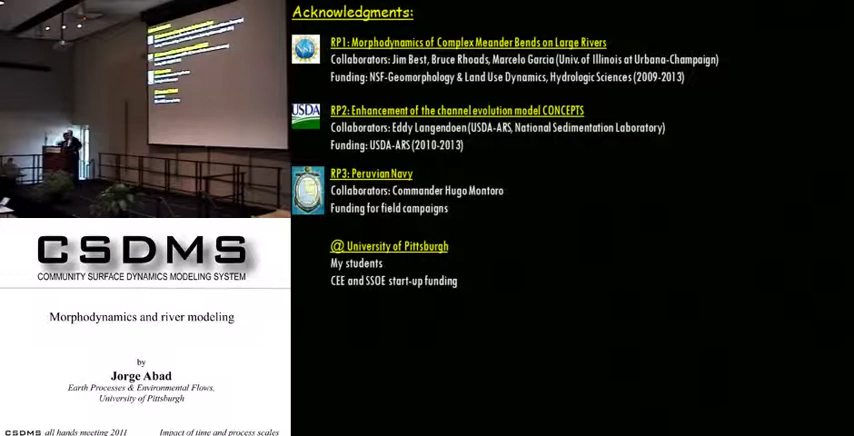 Acknowledgments:
RP1: Morphodynamics of Complex Meander Bends on Large Rivers
Collaborators: Jim Best, Bruce Rhoads, Marcelo Garcia (Univ. of Illinois at Urbana-Champaign)
Funding: NSF-Geomorphology & Land Use Dynamics, Hydrologic Sciences (2009-2013)
USDA
RP2: Enhancement of the channel evolution model CONCEPTS
Collaborators: Eddy Langendoen (USDA-ARS, National Sedimentation Laboratory)
Funding: USDA-ARS (2010-2013)
RP3: Peruvian Navy
Collaborators: Commander Hugo Montoro
Funding for field campaigns
@ University of Pittsburgh
My students
CEE and SSOE start-up funding
CSDMS
COMMUNITY SURFACE DYNAMICS MODELING SYSTEM
Morphodynamics and river modeling
by
Jorge Abad
Earth Processes & Environmental Flows,
University of Pittsburgh
CSDMS all hands meeting 2011 Impact of time and process scales